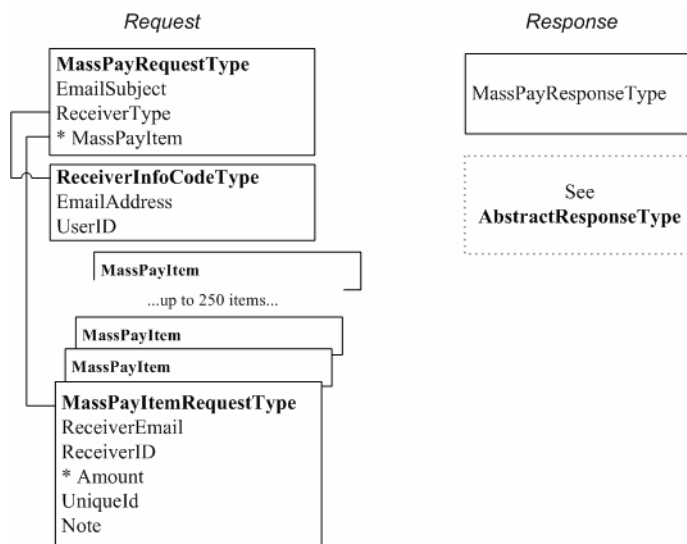 Request
MassPayRequestType
EmailSubject
ReceiverType
* MassPayItem
ReceiverInfoCodeType
EmailAddress
UserID
MassPayItem
...up to 250 items...
MassPayItem
MassPayItem
MassPayItemRequestType
ReceiverEmail
ReceiverID
* Amount
UniqueId
Note
Response
MassPayResponseType
See
AbstractResponseType